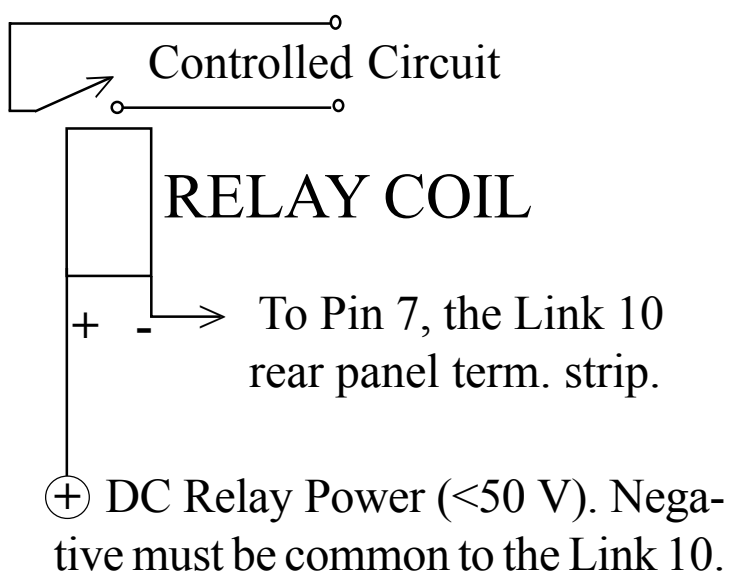 Controlled Circuit
RELAY COIL
+ -
To Pin 7, the Link 10
rear panel term. strip.
+ DC Relay Power (<50 V). Nega-
tive must be common to the Link 10.